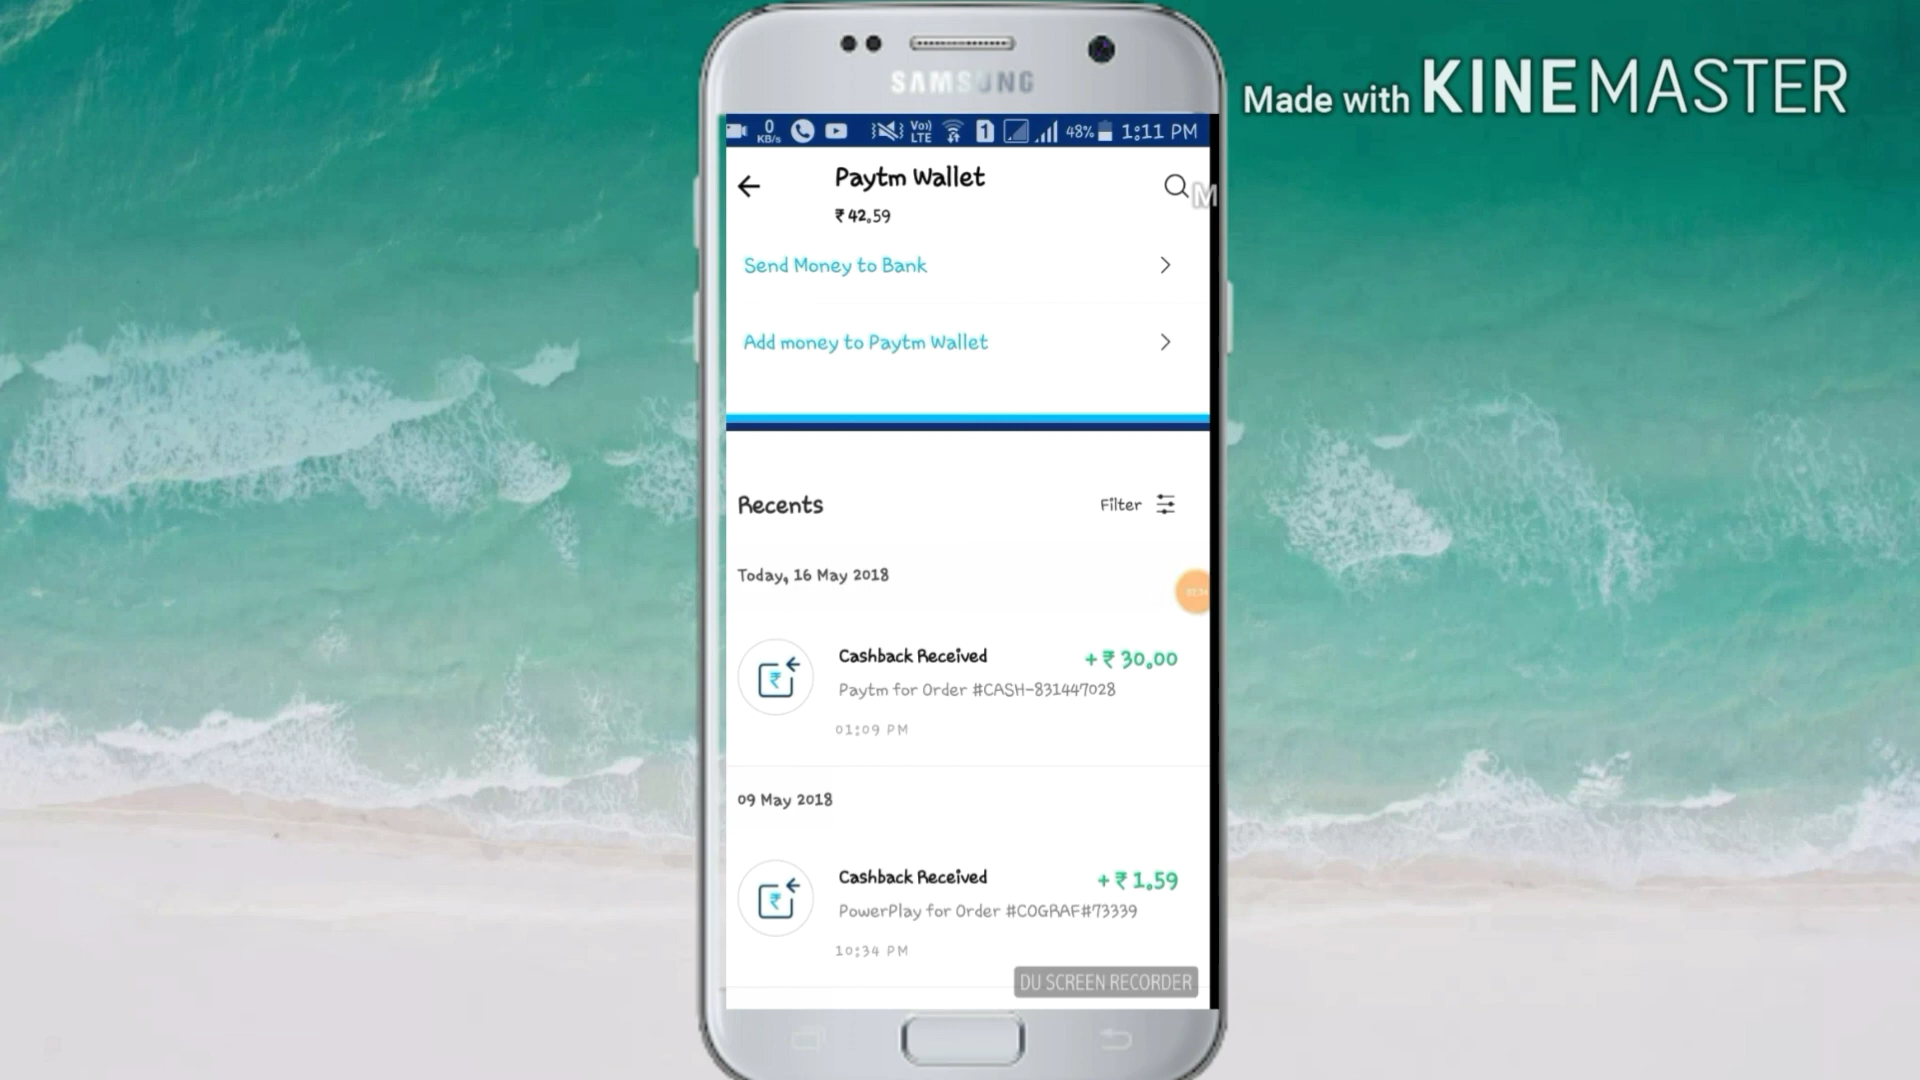 Made with KINEMASTER
SAMSUNG
0
KB/s
Vo))
LTE
1
48%
1:11 PM
Paytm Wallet
M
₹ 42.59
Send Money to Bank
Add money to Paytm Wallet
Recents
Filter
Today, 16 May 2018
Cashback Received
+ ₹ 30.00
Paytm for Order #CASH-831447028
01:09 PM
09 May 2018
Cashback Received
+ ₹ 1.59
PowerPlay for Order #COGRAF#73339
10:34 PM
DU SCREEN RECORDER